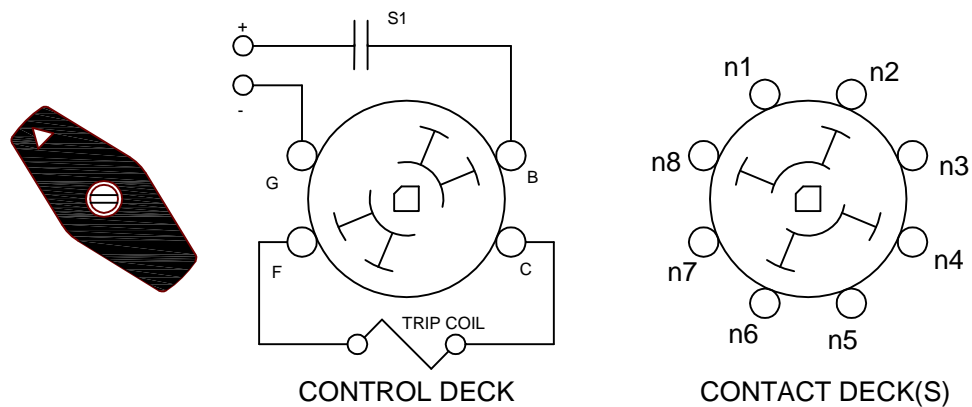 S1
+
-
G
B
F
C
TRIP COIL
CONTROL DECK
n1
n2
n8
n3
n7
n4
n6
n5
CONTACT DECK(S)